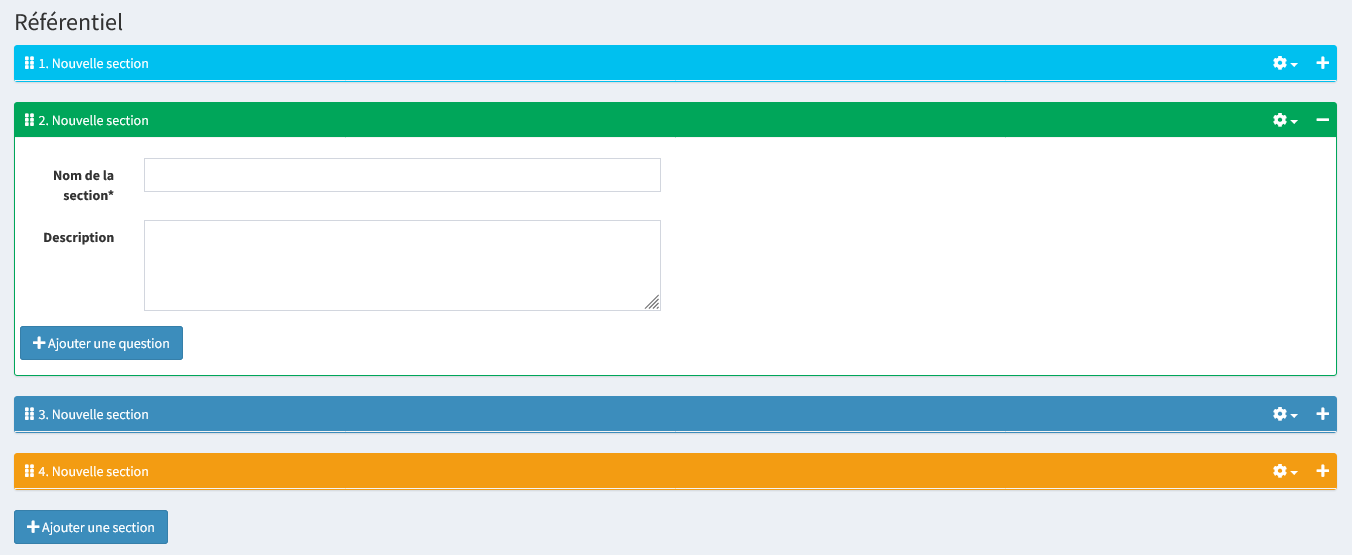 Référentiel
1. Nouvelle section
2. Nouvelle section
Nom de la
section*
Description
Ajouter une question
3. Nouvelle section
4. Nouvelle section
Ajouter une section